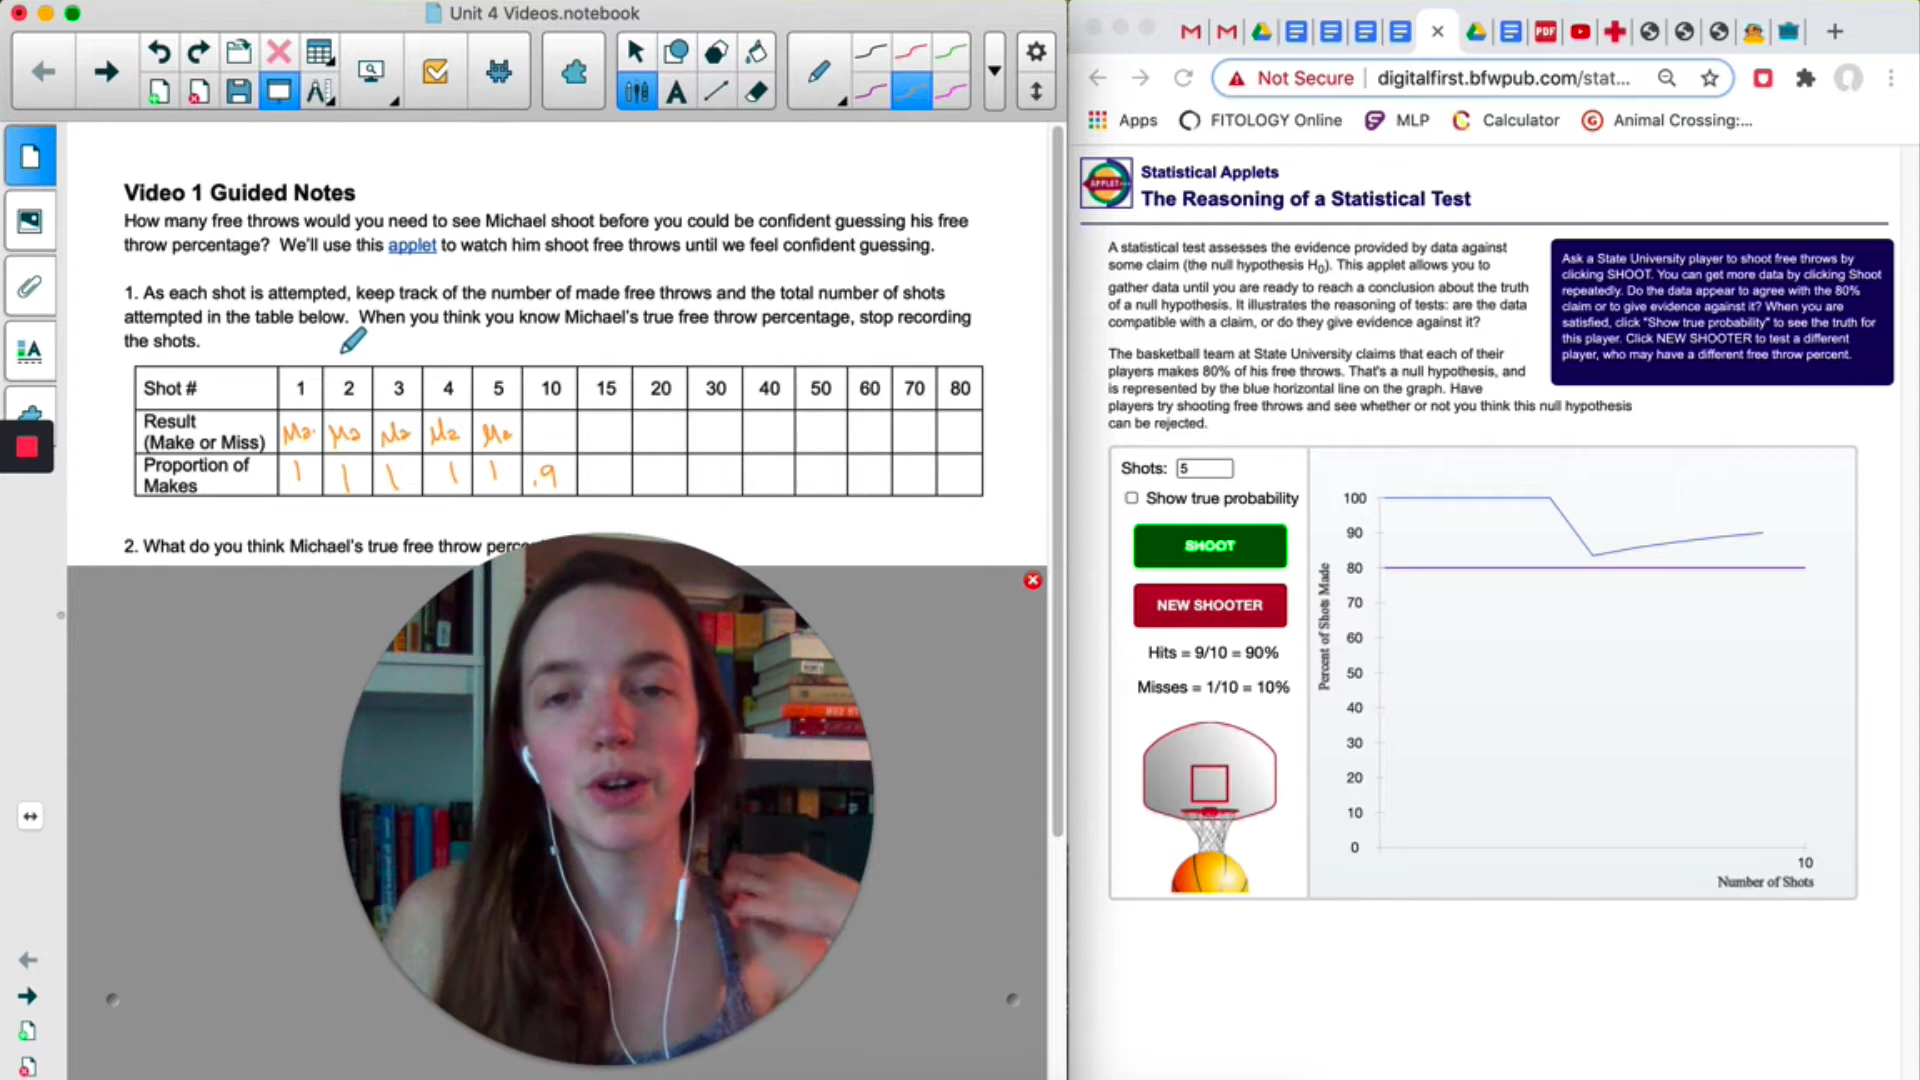 Unit 4 Videos.notebook
Not Secure | digitalfirst.bfwpub.com/stat...
Apps FITOLOGY Online MLP Calculator Animal Crossing:...
Video 1 Guided Notes
How many free throws would you need to see Michael shoot before you could be confident guessing his free
throw percentage? We'll use this applet to watch him shoot free throws until we feel confident guessing.
1. As each shot is attempted, keep track of the number of made free throws and the total number of shots
attempted in the table below. When you think you know Michael's true free throw percentage, stop recording
the shots.
Shot # 1 2 3 4 5 10 15 20 30 40 50 60 70 80
Result
(Make or Miss)
Proportion of
Makes 1 1 1 1 1 .9
2. What do you think Michael's true free throw
APPLET
Statistical Applets
The Reasoning of a Statistical Test
A statistical test assesses the evidence provided by data against
some claim (the null hypothesis H0). This applet allows you to
gather data until you are ready to reach a conclusion about the truth
of a null hypothesis. It illustrates the reasoning of tests: are the data
compatible with a claim, or do they give evidence against it?
The basketball team at State University claims that each of their
players makes 80% of his free throws. That's a null hypothesis, and
is represented by the blue horizontal line on the graph. Have
players try shooting free throws and see whether or not you think this null hypothesis
can be rejected.
Ask a State University player to shoot free throws by
clicking SHOOT. You can get more data by clicking Shoot
repeatedly. Do the data appear to agree with the 80%
claim or to give evidence against it? When you are
satisfied, click "Show true probability" to see the truth for
this player. Click NEW SHOOTER to test a different
player, who may have a different free throw percent.
Shots: 5
Show true probability
SHOOT
NEW SHOOTER
Hits = 9/10 = 90%
Misses = 1/10 = 10%
Percent of Shots Made
100
90
80
70
60
50
40
30
20
10
0
10
Number of Shots